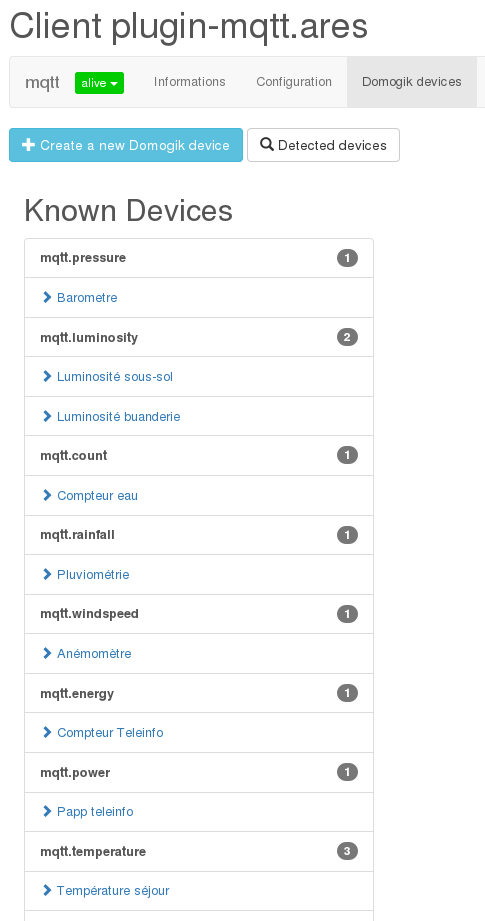 Client plugin-mqtt.ares
mqtt alive Informations Configuration Domogik devices
Create a new Domogik device Detected devices
Known Devices
mqtt.pressure 1
Barometre
mqtt.luminosity 2
Luminosité sous-sol
Luminosité buanderie
mqtt.count 1
Compteur eau
mqtt.rainfall 1
Pluviométrie
mqtt.windspeed 1
Anémomètre
mqtt.energy 1
Compteur Teleinfo
mqtt.power 1
Papp teleinfo
mqtt.temperature 3
Température séjour